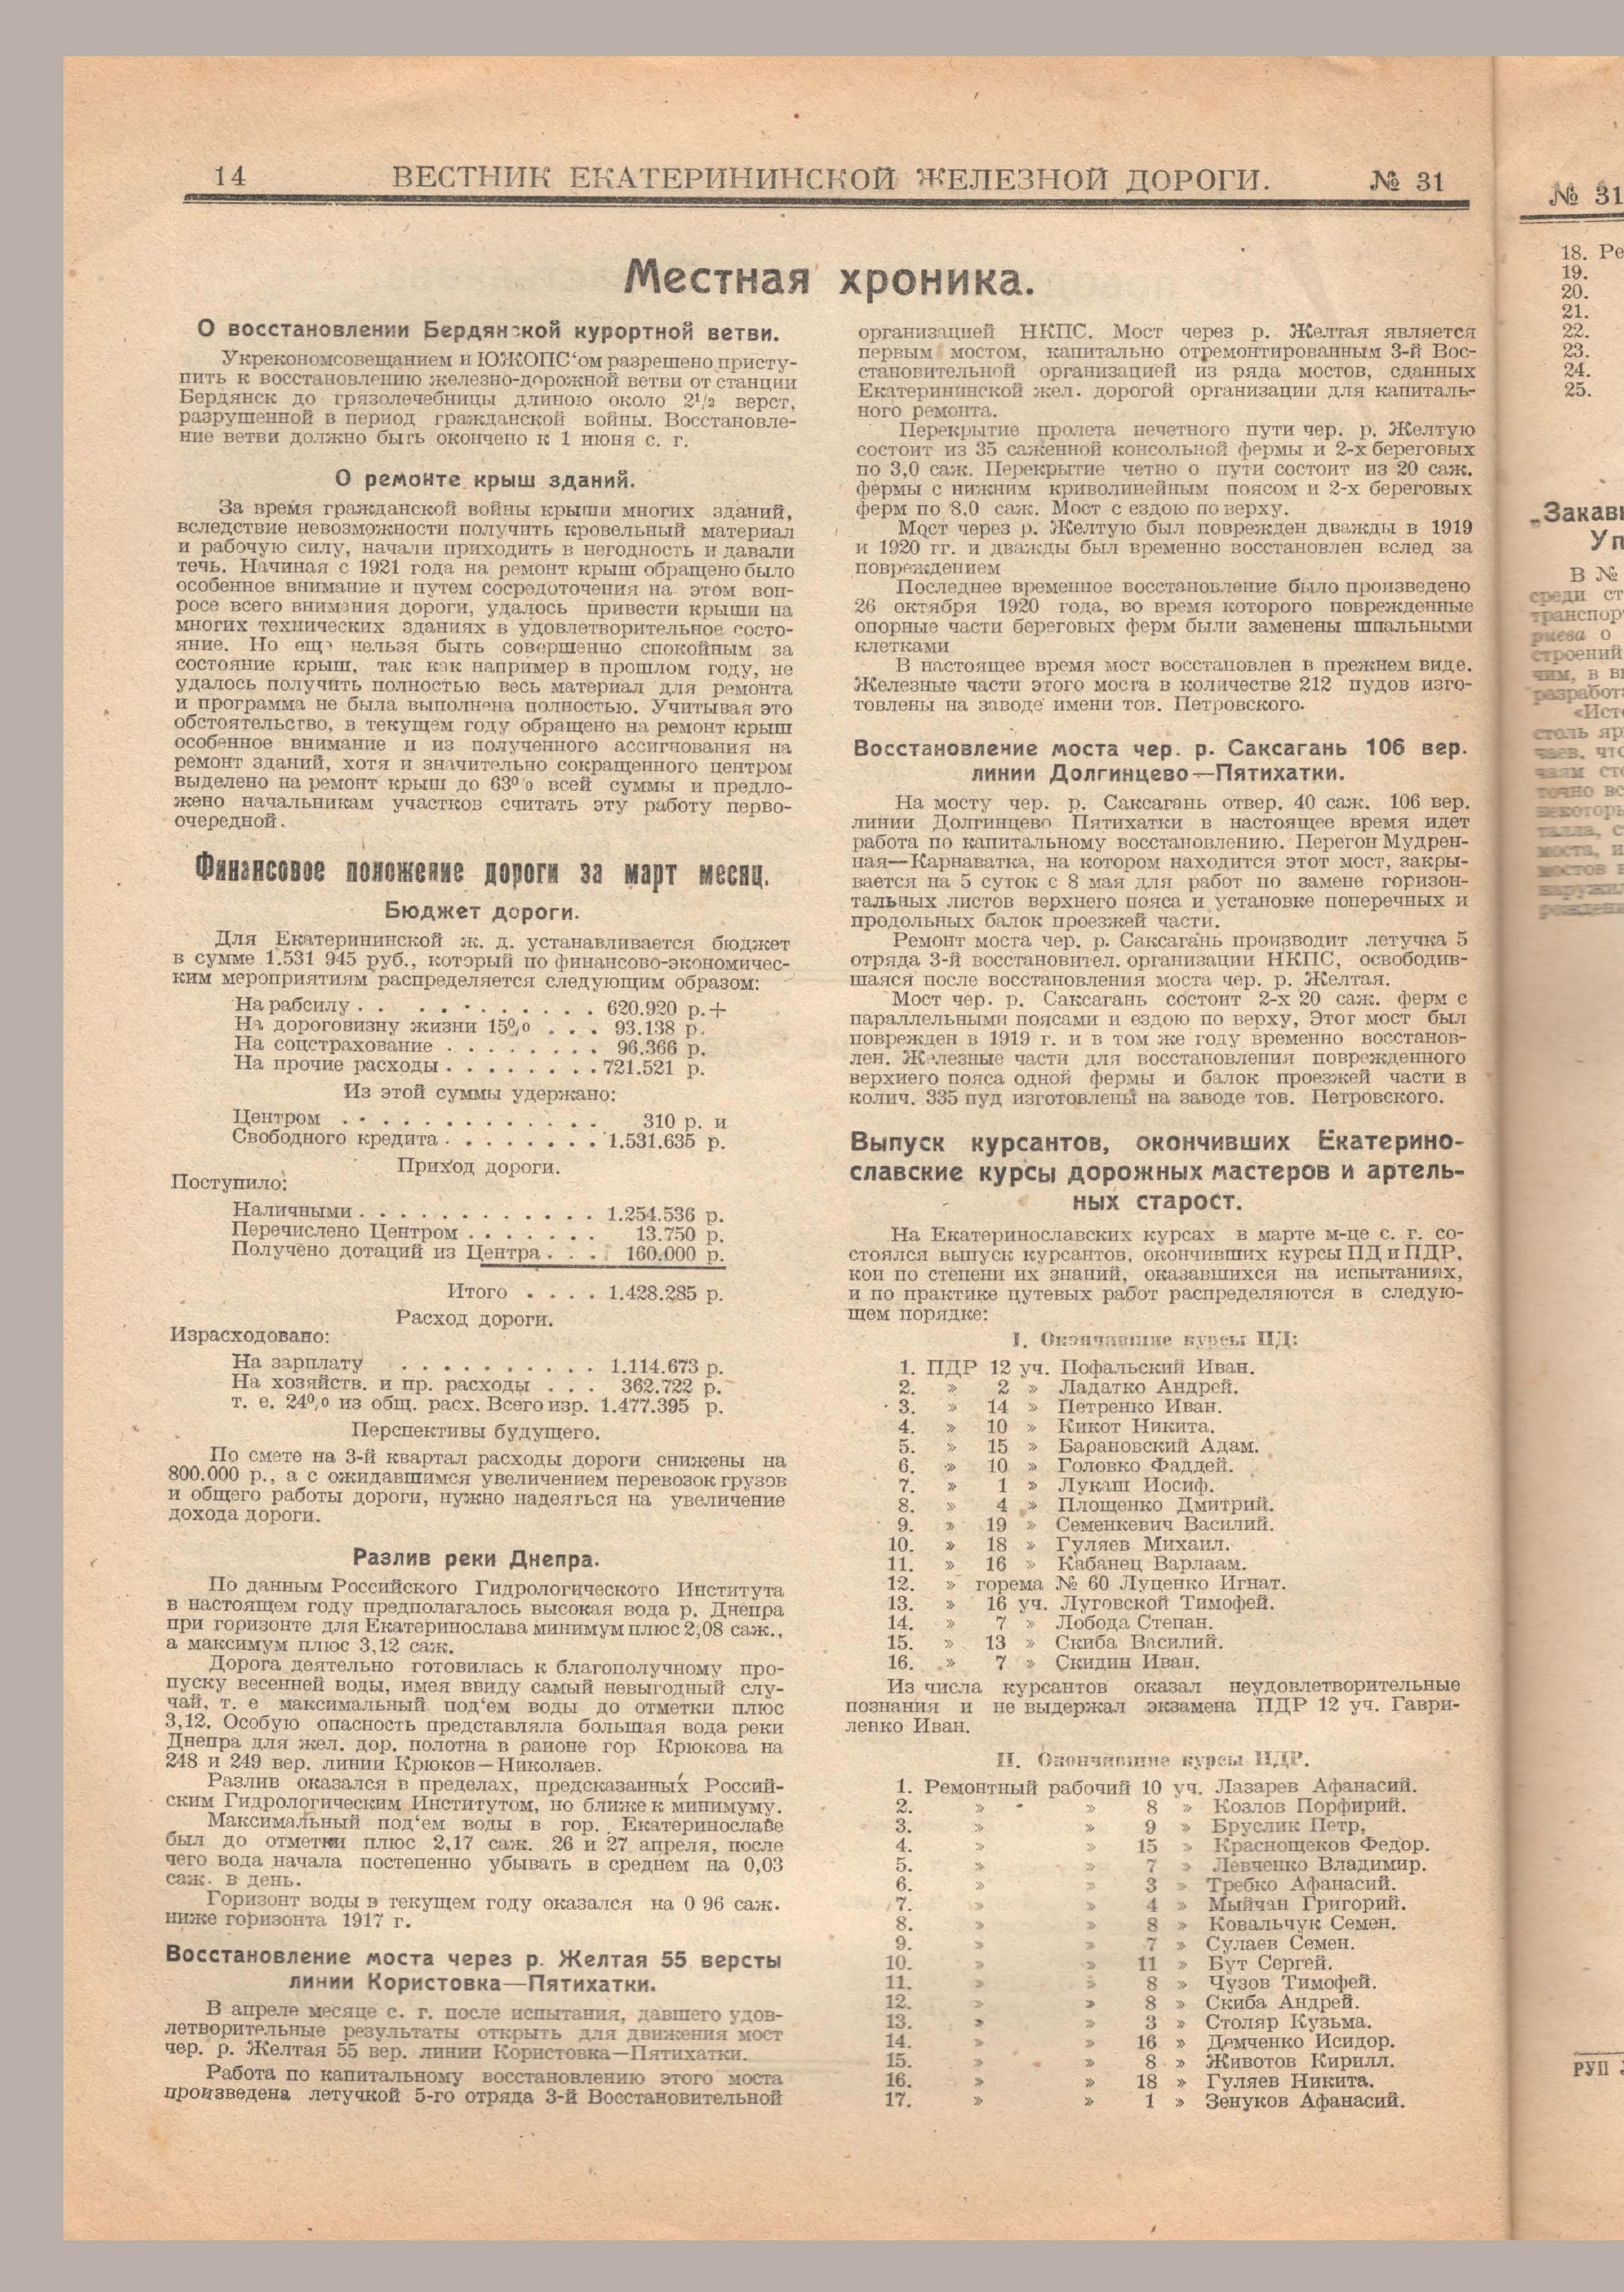 14 ВЕСТНИК ЕКАТЕРИНИНСКОЙ ЖЕЛЕЗНОЙ ДОРОГИ. № 31
Местная хроника.
О восстановлении Бердянской курортной ветви.
Укрекономсовещанием и ЮЖОПС‘ом разрешено присту-
пить к восстановлению железно-дорожной ветви от станции
Бердянск до грязолечебницы длиною около 2¹/₂ верст,
разрушенной в период гражданской войны. Восстановле-
ние ветви должно быть окончено к 1 июня с. г.
О ремонте крыш зданий.
За время гражданской войны крыши многих зданий,
вследствие невозможности получить кровельный материал
и рабочую силу, начали приходить в негодность и давали
течь. Начиная с 1921 года на ремонт крыш обращено было
особенное внимание и путем сосредоточения на этом воп-
росе всего внимания дороги, удалось привести крыши на
многих технических зданиях в удовлетворительное состо-
яние. Но еще нельзя быть совершенно спокойным за
состояние крыш, так как например в прошлом году, не
удалось получить полностью весь материал для ремонта
и программа не была выполнена полностью. Учитывая это
обстоятельство, в текущем году обращено на ремонт крыш
особенное внимание и из полученного ассигнования на
ремонт зданий, хотя и значительно сокращенного центром
выделено на ремонт крыш до 63% всей суммы и предло-
жено начальникам участков считать эту работу перво-
очередной.
Финансовое положение дороги за март месяц.
Бюджет дороги.
Для Екатерининской ж. д. устанавливается бюджет
в сумме 1.531 945 руб., который по финансово-экономичес-
ким мероприятиям распределяется следующим образом:
На рабсилу . . . . . . . . . . . 620.920 р.+
На дороговизну жизни 15% . . . 93.138 р.
На соцстрахование . . . . . . . . 96.366 р.
На прочие расходы . . . . . . . . 721.521 р.
Из этой суммы удержано:
Центром . . . . . . . . . . . . . 310 р. и
Свободного кредита . . . . . . . . 1.531.635 р.
Приход дороги.
Поступило:
Наличными . . . . . . . . . . . . 1.254.536 р.
Перечислено Центром . . . . . . . 13.750 р.
Получено дотаций из Центра . . . 160.000 р.
Итого . . . . 1.428.285 р.
Расход дороги.
Израсходовано:
На зарплату . . . . . . . . . . 1.114.673 р.
На хозяйств. и пр. расходы . . . 362.722 р.
т. е. 24% из общ. расх. Всего изр. 1.477.395 р.
Перспективы будущего.
По смете на 3-й квартал расходы дороги снижены на
800.000 р., а с ожидавшимся увеличением перевозок грузов
и общего работы дороги, нужно надеяться на увеличение
дохода дороги.
Разлив реки Днепра.
По данным Российского Гидрологического Института
в настоящем году предполагалось высокая вода р. Днепра
при горизонте для Екатеринослава минимум плюс 2,08 саж.,
а максимум плюс 3,12 саж.
Дорога деятельно готовилась к благополучному про-
пуску весенней воды, имея ввиду самый невыгодный слу-
чай, т. е максимальный под‘ем воды до отметки плюс
3,12. Особую опасность представляла большая вода реки
Днепра для жел. дор. полотна в районе гор Крюкова на
248 и 249 вер. линии Крюков—Николаев.
Разлив оказался в пределах, предсказанных Россий-
ским Гидрологическим Институтом, но ближе к минимуму.
Максимальный под‘ем воды в гор. Екатеринославе
был до отметки плюс 2,17 саж. 26 и 27 апреля, после
чего вода начала постепенно убывать в среднем на 0,03
саж. в день.
Горизонт воды в текущем году оказался на 0 96 саж.
ниже горизонта 1917 г.
Восстановление моста через р. Желтая 55 версты
линии Користовка—Пятихатки.
В апреле месяце с. г. после испытания, давшего удов-
летворительные результаты открыть для движения мост
чер. р. Желтая 55 вер. линии Користовка—Пятихатки.
Работа по капитальному восстановлению этого моста
произведена летучкой 5-го отряда 3-й Восстановительной
организацией НКПС. Мост через р. Желтая является
первым мостом, капитально отремонтированным 3-й Вос-
становительной организацией из ряда мостов, сданных
Екатерининской жел. дорогой организации для капиталь-
ного ремонта.
Перекрытие пролета нечетного пути чер. р. Желтую
состоит из 35 саженной консольной фермы и 2-х береговых
по 3,0 саж. Перекрытие четно о пути состоит из 20 саж.
фермы с нижним криволинейным поясом и 2-х береговых
ферм по 8,0 саж. Мост с ездою по верху.
Мост через р. Желтую был поврежден дважды в 1919
и 1920 гг. и дважды был временно восстановлен вслед за
повреждением
Последнее временное восстановление было произведено
26 октября 1920 года, во время которого поврежденные
опорные части береговых ферм были заменены шпальными
клетками
В настоящее время мост восстановлен в прежнем виде.
Железные части этого моста в количестве 212 пудов изго-
товлены на заводе имени тов. Петровского.
Восстановление моста чер. р. Саксагань 106 вер.
линии Долгинцево—Пятихатки.
На мосту чер. р. Саксагань отвер. 40 саж. 106 вер.
линии Долгинцево Пятихатки в настоящее время идет
работа по капитальному восстановлению. Перегон Мудрен-
ная—Карнаватка, на котором находится этот мост, закры-
вается на 5 суток с 8 мая для работ по замене горизон-
тальных листов верхнего пояса и установке поперечных и
продольных балок проезжей части.
Ремонт моста чер. р. Саксагань производит летучка 5
отряда 3-й восстановител. организации НКПС, освободив-
шаяся после восстановления моста чер. р. Желтая.
Мост чер. р. Саксагань состоит 2-х 20 саж. ферм с
параллельными поясами и ездою по верху, Этот мост был
поврежден в 1919 г. и в том же году временно восстанов-
лен. Железные части для восстановления поврежденного
верхнего пояса одной фермы и балок проезжей части в
колич. 335 пуд изготовлены на заводе тов. Петровского.
Выпуск курсантов, окончивших Екатерино-
славские курсы дорожных мастеров и артель-
ных старост.
На Екатеринославских курсах в марте м-це с. г. со-
стоялся выпуск курсантов, окончивших курсы ПД и ПДР,
кои по степени их знаний, оказавшихся на испытаниях,
и по практике путевых работ распределяются в следую-
щем порядке:
I. Окончившие курсы ПД:
1. ПДР 12 уч. Пофальский Иван.
2. » 2 » Ладатко Андрей.
3. » 14 » Петренко Иван.
4. » 10 » Кикот Никита.
5. » 15 » Барановский Адам.
6. » 10 » Головко Фаддей.
7. » 1 » Лукаш Иосиф.
8. » 4 » Площенко Дмитрий.
9. » 19 » Семенкевич Василий.
10. » 18 » Гуляев Михаил.
11. » 16 » Кабанец Варлаам.
12. » горема № 60 Луценко Игнат.
13. » 16 уч. Луговской Тимофей.
14. » 7 » Лобода Степан.
15. » 13 » Скиба Василий.
16. » 7 » Скидин Иван.
Из числа курсантов оказал неудовлетворительные
познания и не выдержал экзамена ПДР 12 уч. Гаври-
ленко Иван.
II. Окончившие курсы ПДР.
1. Ремонтный рабочий 10 уч. Лазарев Афанасий.
2. » » 8 » Козлов Порфирий.
3. » » 9 » Бруслик Петр,
4. » » 15 » Краснощеков Федор.
5. » » 7 » Левченко Владимир.
6. » » 3 » Требко Афанасий.
7. » » 4 » Мыйчан Григорий.
8. » » 8 » Ковальчук Семен.
9. » » 7 » Сулаев Семен.
10. » » 11 » Бут Сергей.
11. » » 8 » Чузов Тимофей.
12. » » 8 » Скиба Андрей.
13. » » 3 » Столяр Кузьма.
14. » » 16 » Демченко Исидор.
15. » » 8 » Животов Кирилл.
16. » » 18 » Гуляев Никита.
17. » » 1 » Зенуков Афанасий.
№ 31
18. Ре
19.
20.
21.
22.
23.
24.
25.
„Закав
Уп
В №
среди ст
транспор
о
строений
чим, в в
разработ
«Ист
столь яр
РУП